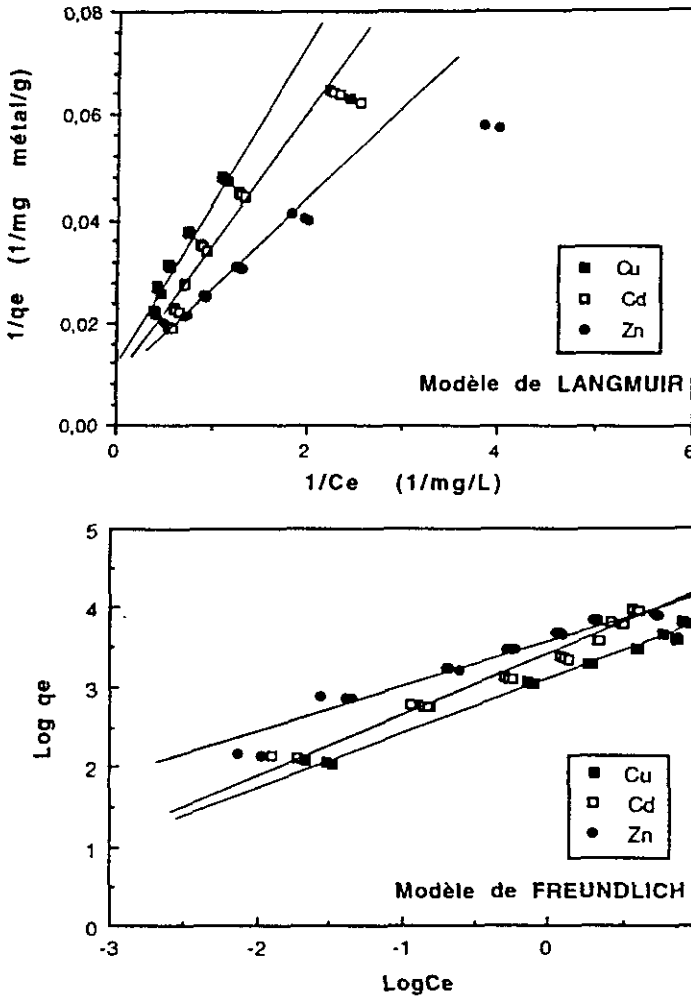 0,08
0,06
0,04
0,02
0,00
1/qe (1/mg métal/g)
Cu
Cd
Zn
Modèle de LANGMUIR
0
2
4
6
1/Ce (1/mg/L)
5
4
3
2
1
0
Log qe
Cu
Cd
Zn
Modèle de FREUNDLICH
-3
-2
-1
0
LogCe